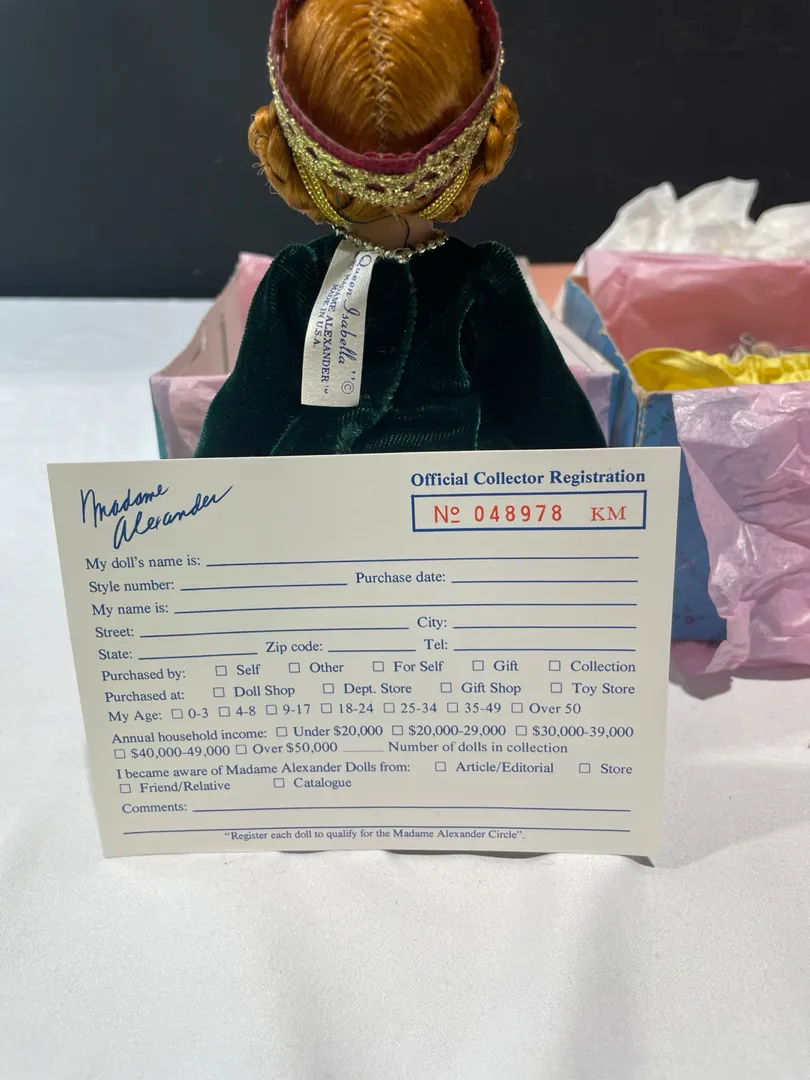 "Queen Isabella" ©
MADAME ALEXANDER™
MADE IN U.S.A.
Madame Alexander
Official Collector Registration
Nº 048978 KM
My doll's name is:
Style number: Purchase date:
My name is:
Street: City:
State: Zip code: Tel:
Purchased by: ☐ Self ☐ Other ☐ For Self ☐ Gift ☐ Collection
Purchased at: ☐ Doll Shop ☐ Dept. Store ☐ Gift Shop ☐ Toy Store
My Age: ☐ 0-3 ☐ 4-8 ☐ 9-17 ☐ 18-24 ☐ 25-34 ☐ 35-49 ☐ Over 50
Annual household income: ☐ Under $20,000 ☐ $20,000-29,000 ☐ $30,000-39,000
☐ $40,000-49,000 ☐ Over $50,000 _____ Number of dolls in collection
I became aware of Madame Alexander Dolls from: ☐ Article/Editorial ☐ Store
☐ Friend/Relative ☐ Catalogue
Comments:
"Register each doll to qualify for the Madame Alexander Circle".